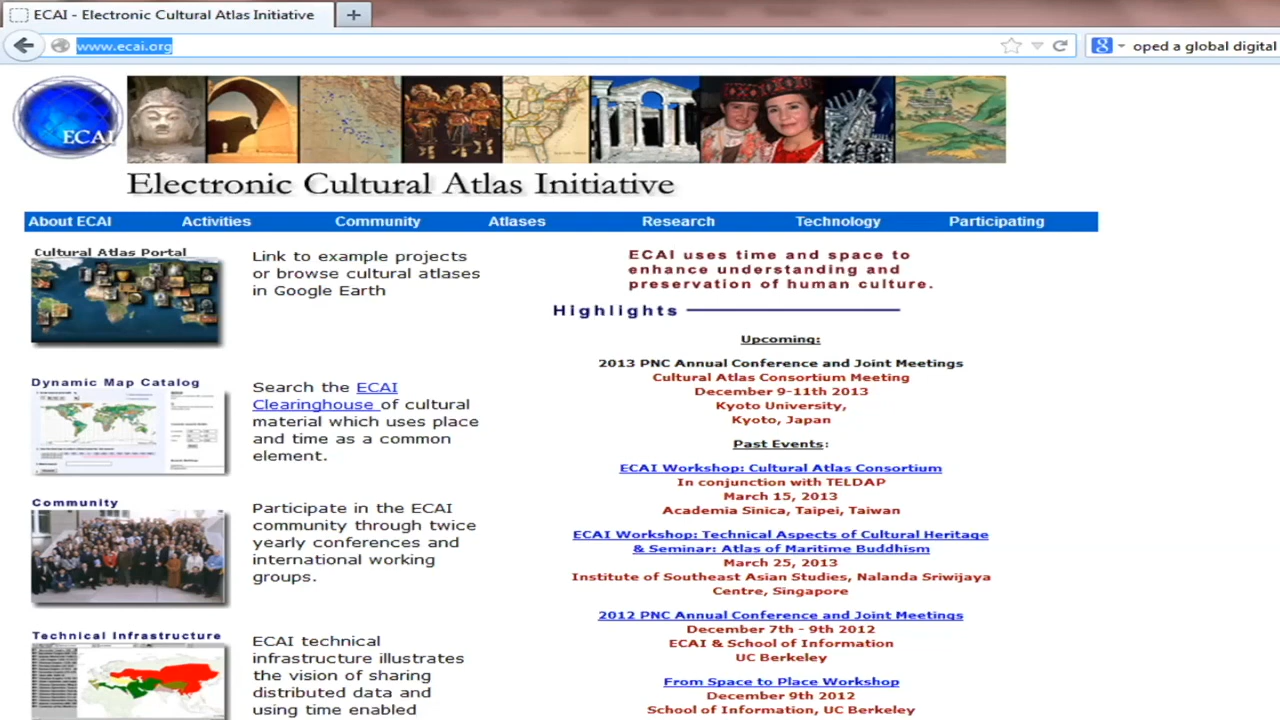 ECAI - Electronic Cultural Atlas Initiative
www.ecai.org
oped a global digital
ECAI
Electronic Cultural Atlas Initiative
About ECAI Activities Community Atlases Research Technology Participating
Cultural Atlas Portal
Link to example projects
or browse cultural atlases
in Google Earth
Dynamic Map Catalog
Search the ECAI
Clearinghouse of cultural
material which uses place
and time as a common
element.
Community
Participate in the ECAI
community through twice
yearly conferences and
international working
groups.
Technical Infrastructure
ECAI technical
infrastructure illustrates
the vision of sharing
distributed data and
using time enabled
ECAI uses time and space to
enhance understanding and
preservation of human culture.
Highlights
Upcoming:
2013 PNC Annual Conference and Joint Meetings
Cultural Atlas Consortium Meeting
December 9-11th 2013
Kyoto University,
Kyoto, Japan
Past Events:
ECAI Workshop: Cultural Atlas Consortium
In conjunction with TELDAP
March 15, 2013
Academia Sinica, Taipei, Taiwan
ECAI Workshop: Technical Aspects of Cultural Heritage
& Seminar: Atlas of Maritime Buddhism
March 25, 2013
Institute of Southeast Asian Studies, Nalanda Sriwijaya
Centre, Singapore
2012 PNC Annual Conference and Joint Meetings
December 7th - 9th 2012
ECAI & School of Information
UC Berkeley
From Space to Place Workshop
December 9th 2012
School of Information, UC Berkeley